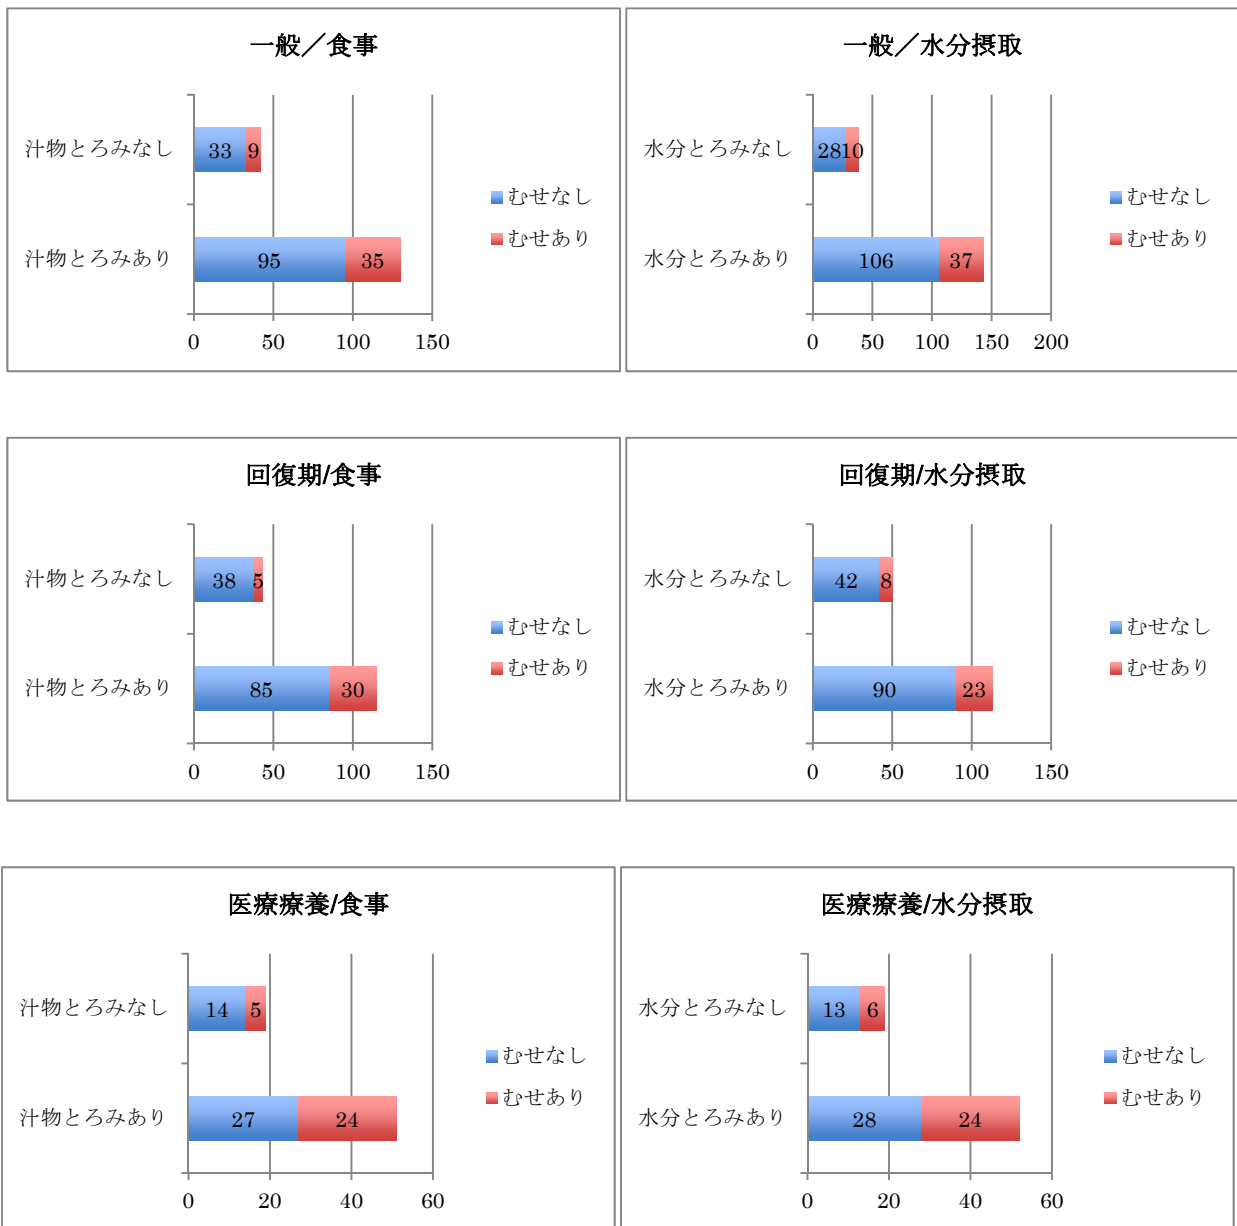 一般／食事
汁物とろみなし
33
9
むせなし
むせあり
汁物とろみあり
95
35
0 50 100 150
一般／水分摂取
水分とろみなし
28
10
むせなし
むせあり
水分とろみあり
106
37
0 50 100 150 200
回復期/食事
汁物とろみなし
38
5
むせなし
むせあり
汁物とろみあり
85
30
0 50 100 150
回復期/水分摂取
水分とろみなし
42
8
むせなし
むせあり
水分とろみあり
90
23
0 50 100 150
医療療養/食事
汁物とろみなし
14
5
むせなし
むせあり
汁物とろみあり
27
24
0 20 40 60
医療療養/水分摂取
水分とろみなし
13
6
むせなし
むせあり
水分とろみあり
28
24
0 20 40 60